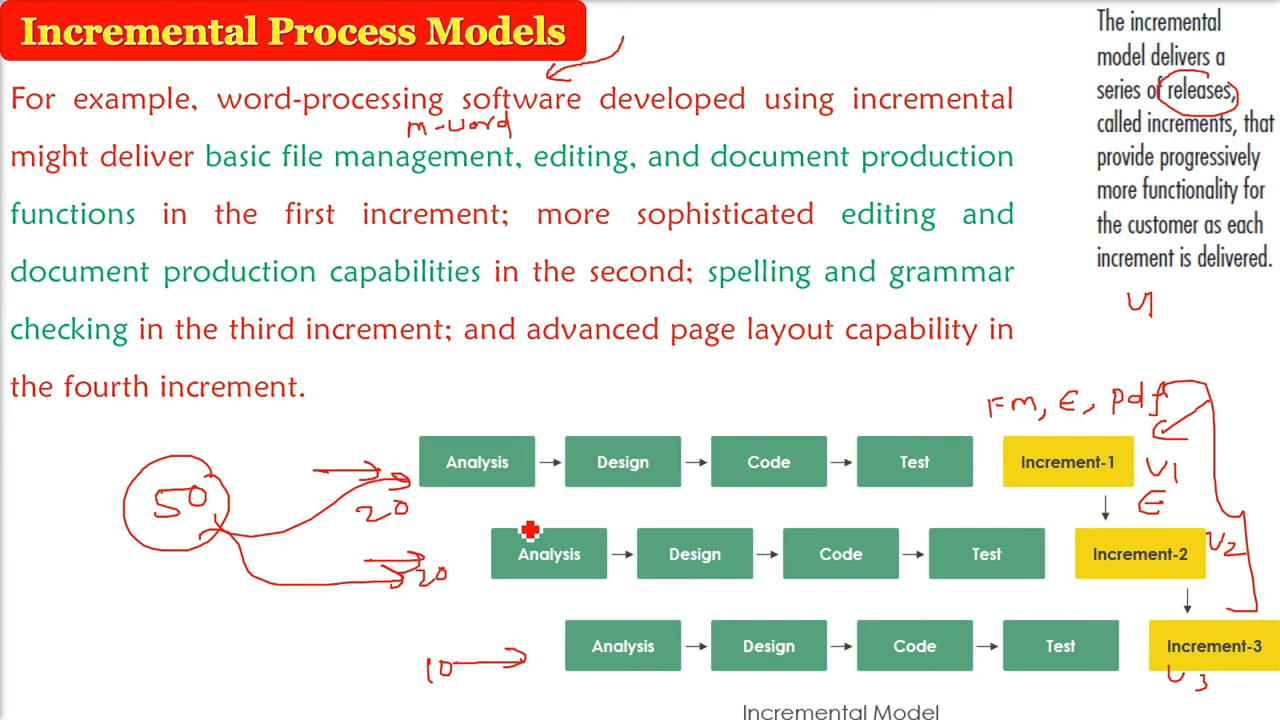 Incremental Process Models
For example, word-processing software developed using incremental
m-word
might deliver basic file management, editing, and document production
functions in the first increment; more sophisticated editing and
document production capabilities in the second; spelling and grammar
checking in the third increment; and advanced page layout capability in
the fourth increment.
The incremental
model delivers a
series of releases,
called increments, that
provide progressively
more functionality for
the customer as each
increment is delivered.
V1
Fm, E, pdf
50
20
Analysis Design Code Test Increment-1
V1
E
20
Analysis Design Code Test Increment-2
V2
10
Analysis Design Code Test Increment-3
V3
Incremental Model